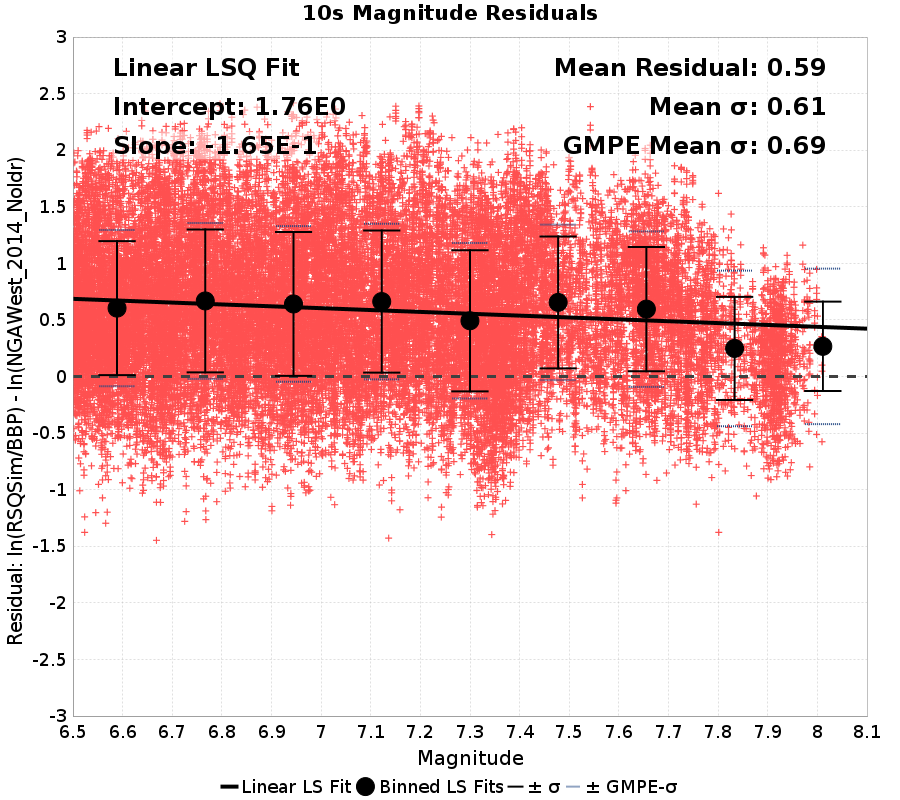 10s Magnitude Residuals
Linear LSQ Fit
Intercept: 1.76E0
Slope: -1.65E-1
Mean Residual: 0.59
Mean σ: 0.61
GMPE Mean σ: 0.69
Residual: ln(RSQSim/BBP) - ln(NGAWest_2014_NoIdr)
3
2.5
2
1.5
1
0.5
0
-0.5
-1
-1.5
-2
-2.5
-3
6.5 6.6 6.7 6.8 6.9 7 7.1 7.2 7.3 7.4 7.5 7.6 7.7 7.8 7.9 8 8.1
Magnitude
Linear LS Fit Binned LS Fits ± σ ± GMPE-σ